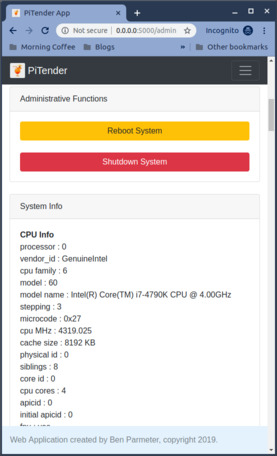 PiTender App
Not secure | 0.0.0.0:5000/admin
Incognito
Morning Coffee
Blogs
»
Other bookmarks
PiTender
Administrative Functions
Reboot System
Shutdown System
System Info
CPU Info
processor : 0
vendor_id : GenuineIntel
cpu family : 6
model : 60
model name : Intel(R) Core(TM) i7-4790K CPU @ 4.00GHz
stepping : 3
microcode : 0x27
cpu MHz : 4319.025
cache size : 8192 KB
physical id : 0
siblings : 8
core id : 0
cpu cores : 4
apicid : 0
initial apicid : 0
fpu : yes
Web Application created by Ben Parmeter, copyright 2019.